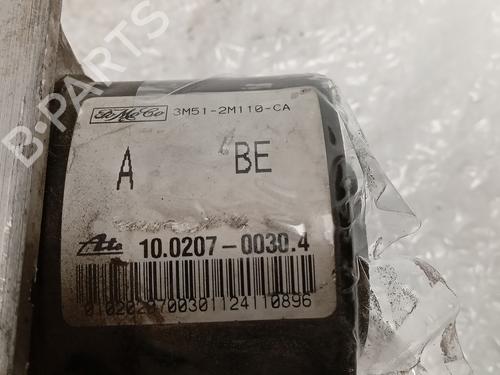 B-PARTS
FoMoCo 3M51-2M110-CA
A BE
Ate 10.0207-0030.4